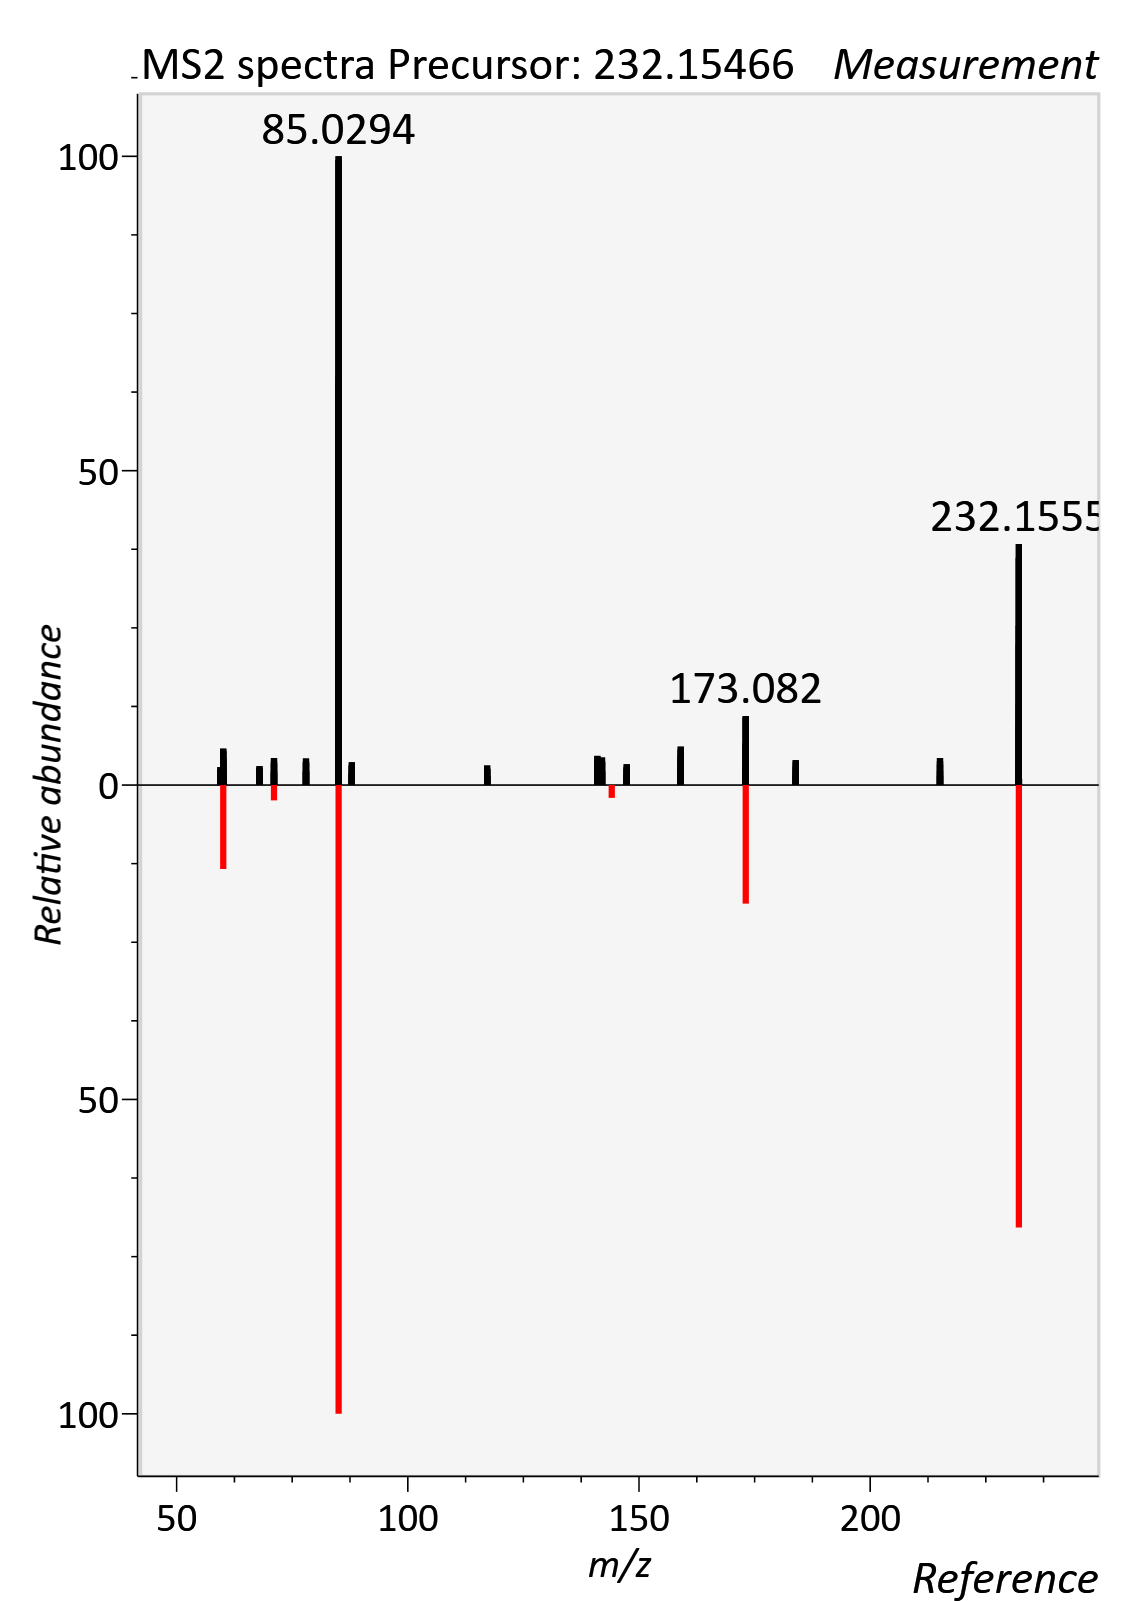 MS2 spectra Precursor: 232.15466 Measurement
85.0294
100
50
232.1555
173.082
0
Relative abundance
50
100
50 100 150 200
m/z
Reference